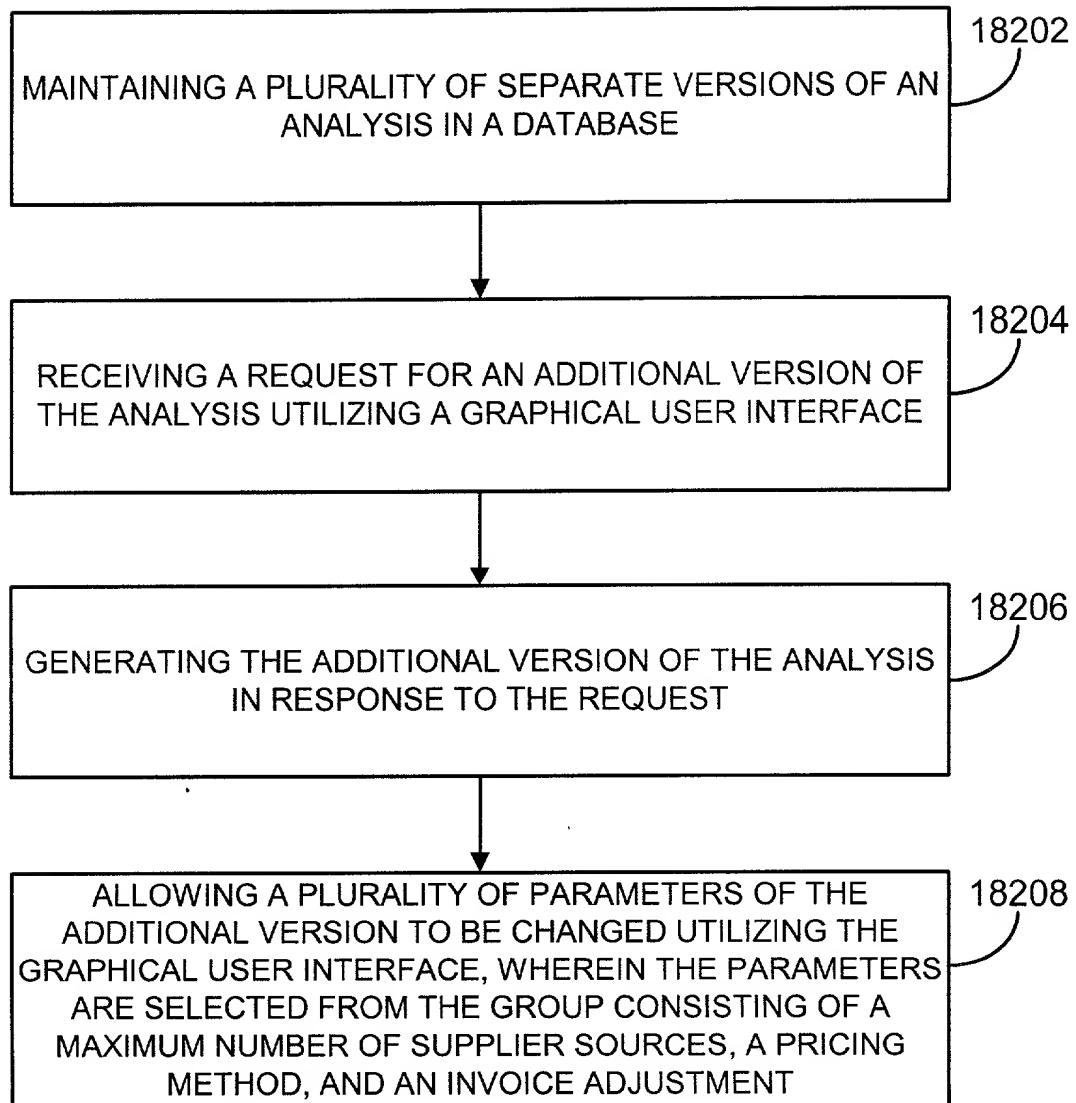 18202
MAINTAINING A PLURALITY OF SEPARATE VERSIONS OF AN
ANALYSIS IN A DATABASE
18204
RECEIVING A REQUEST FOR AN ADDITIONAL VERSION OF
THE ANALYSIS UTILIZING A GRAPHICAL USER INTERFACE
18206
GENERATING THE ADDITIONAL VERSION OF THE ANALYSIS
IN RESPONSE TO THE REQUEST
18208
ALLOWING A PLURALITY OF PARAMETERS OF THE
ADDITIONAL VERSION TO BE CHANGED UTILIZING THE
GRAPHICAL USER INTERFACE, WHEREIN THE PARAMETERS
ARE SELECTED FROM THE GROUP CONSISTING OF A
MAXIMUM NUMBER OF SUPPLIER SOURCES, A PRICING
METHOD, AND AN INVOICE ADJUSTMENT